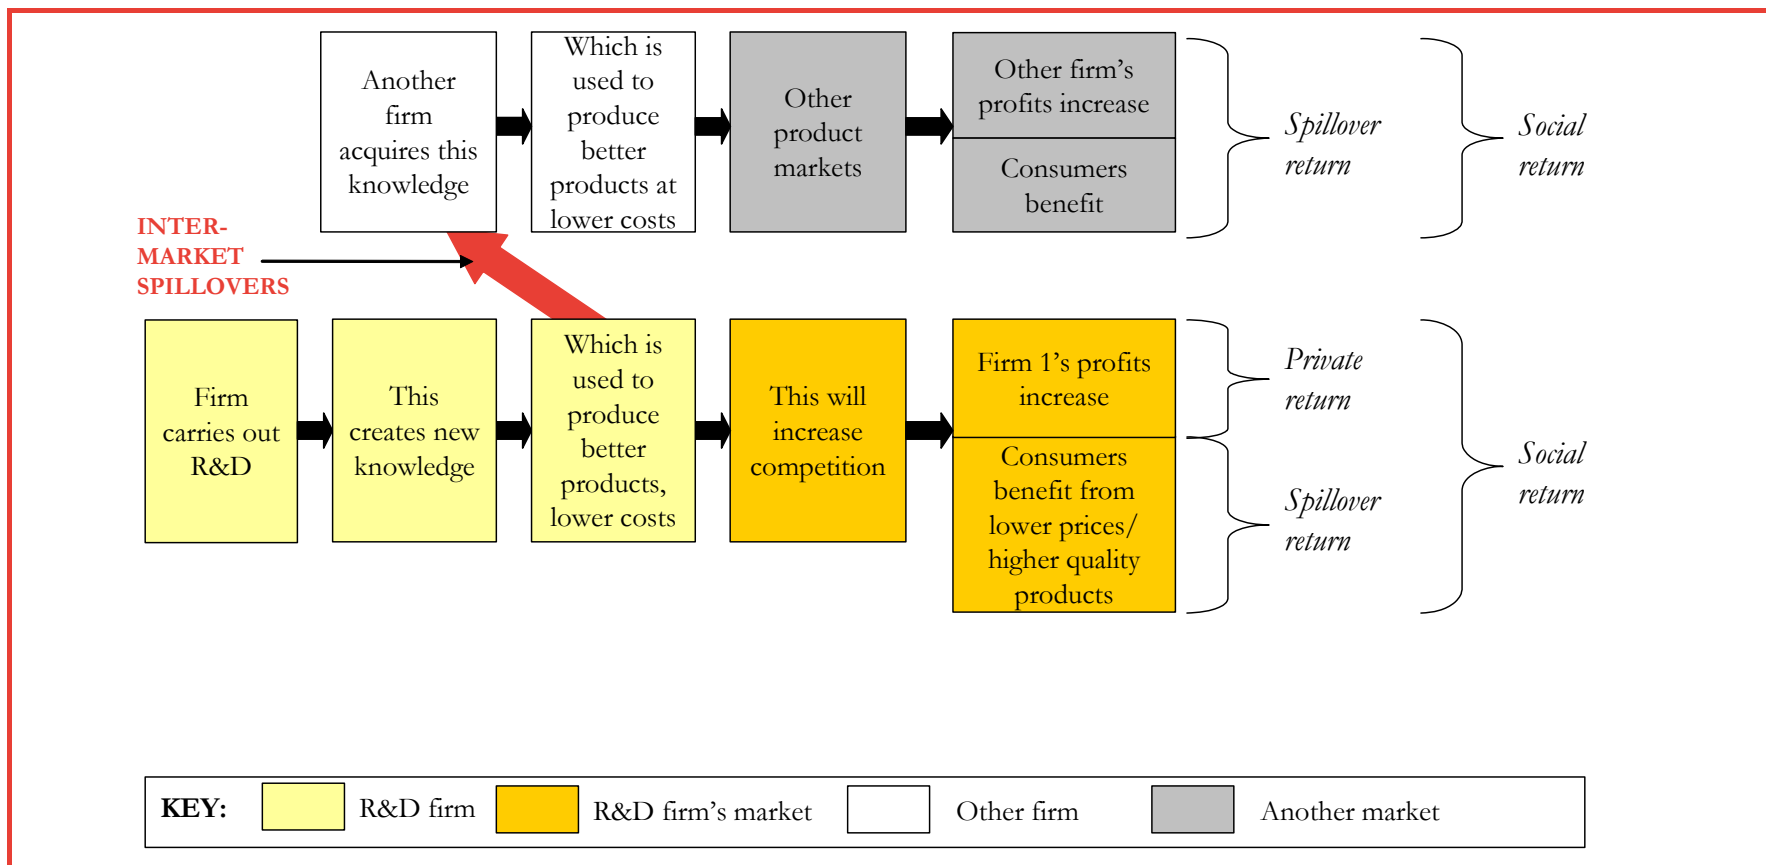 Another
firm
acquires this
knowledge
Which is
used to
produce
better
products at
lower costs
Other
product
markets
Other firm's
profits increase
Consumers
benefit
Spillover
return
Social
return
INTER-
MARKET
SPILLOVERS
Firm
carries out
R&D
This
creates new
knowledge
Which is
used to
produce
better
products,
lower costs
This will
increase
competition
Firm 1's profits
increase
Consumers
benefit from
lower prices/
higher quality
products
Private
return
Spillover
return
Social
return
KEY: R&D firm R&D firm's market Other firm Another market